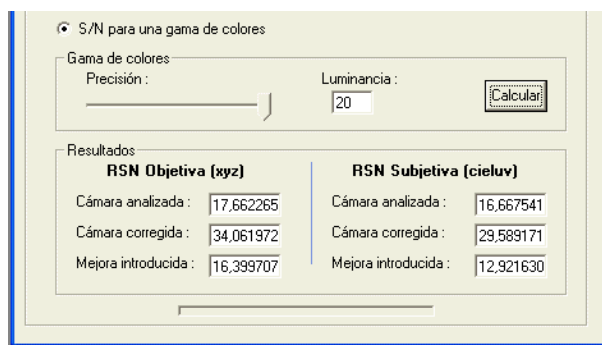 S/N para una gama de colores
Gama de colores
Precisión :
Luminancia :
20
Calcular
Resultados
RSN Objetiva (xyz)
Cámara analizada : 17,662265
Cámara corregida : 34,061972
Mejora introducida : 16,399707
RSN Subjetiva (cieluv)
Cámara analizada : 16,667541
Cámara corregida : 29,589171
Mejora introducida : 12,921630